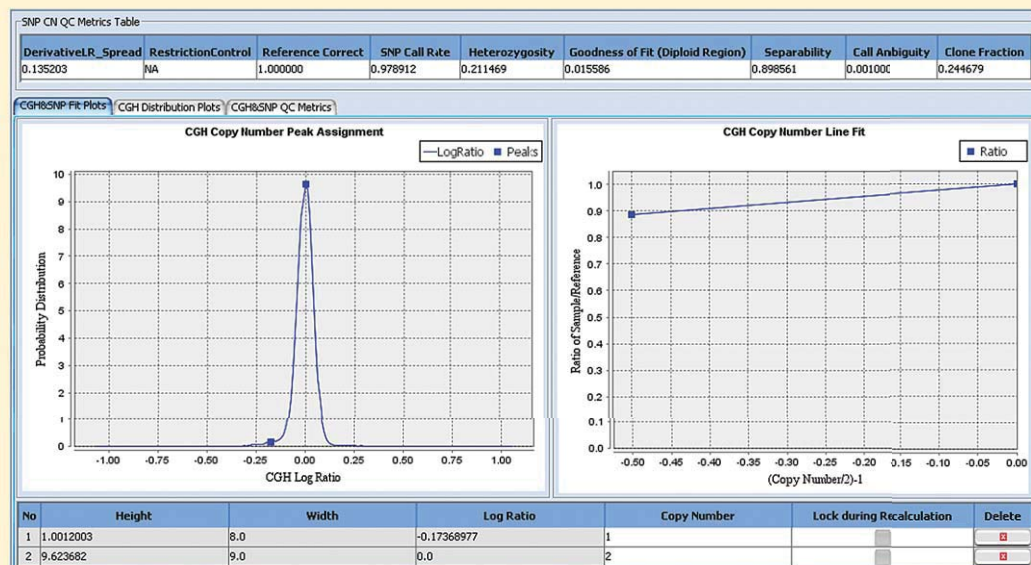 SNP CN QC Metrics Table
DerivativeLR_Spread RestrictionControl Reference Correct SNP Call Rate Heterozygosity Goodness of Fit (Diploid Region) Separability Call Anbiguity Clone Fraction
0.135203 NA 1.000000 0.978912 0.211469 0.015586 0.898561 0.001000 0.244679
CGH&SNP Fit Plots CGH Distribution Plots CGH&SNP QC Metrics
CGH Copy Number Peak Assignment
LogRatio Peaks
10
9
8
7
6
5
4
3
2
1
0
Probability Distribution
-1.00 -0.75 -0.50 -0.25 0.00 0.25 0.50 0.75 1.00
CGH Log Ratio
CGH Copy Number Line Fit
Ratio
1.0
0.9
0.8
0.7
0.6
0.5
0.4
0.3
0.2
0.1
0.0
Ratio of Sample/Reference
-0.50 -0.45 -0.40 -0.35 -0.30 -0.25 -0.20 0.15 -0.10 -0.05 0.00
(Copy Number/2)-1
No Height Width Log Ratio Copy Number Lock during Recalculation Delete
1 1.0012003 8.0 -0.17368977 1
2 9.623682 9.0 0.0 2